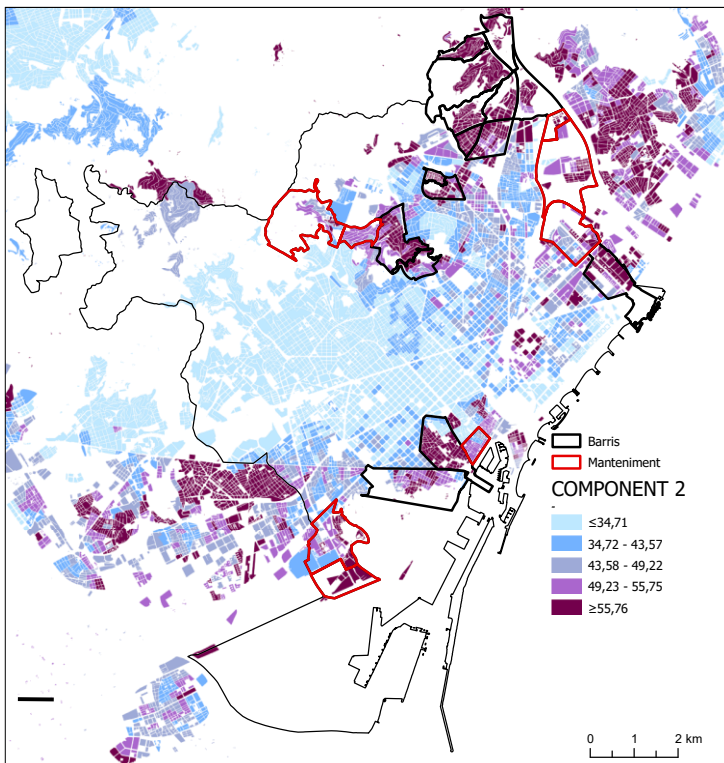 Barris
Manteniment
COMPONENT 2
-
≤34,71
34,72 - 43,57
43,58 - 49,22
49,23 - 55,75
≥55,76
0 1 2 km